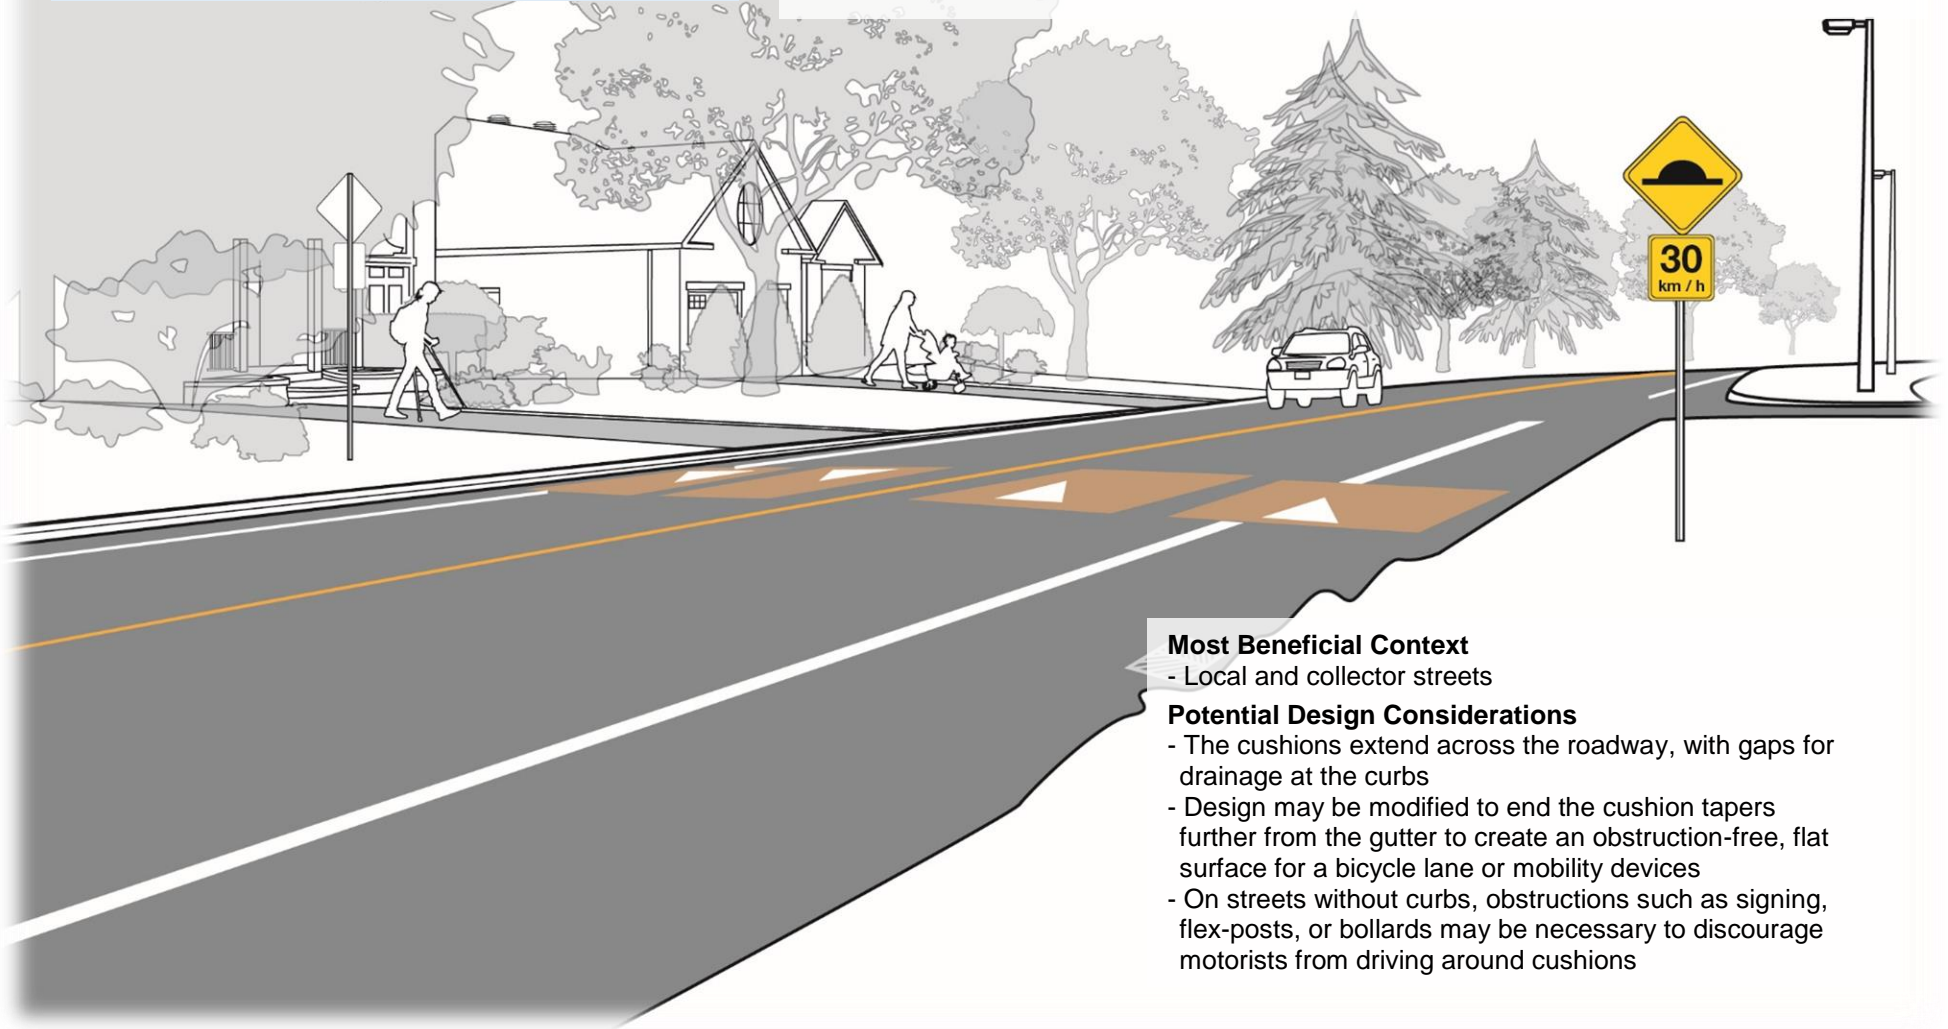 30
km / h
Most Beneficial Context
- Local and collector streets
Potential Design Considerations
- The cushions extend across the roadway, with gaps for
drainage at the curbs
- Design may be modified to end the cushion tapers
further from the gutter to create an obstruction-free, flat
surface for a bicycle lane or mobility devices
- On streets without curbs, obstructions such as signing,
flex-posts, or bollards may be necessary to discourage
motorists from driving around cushions